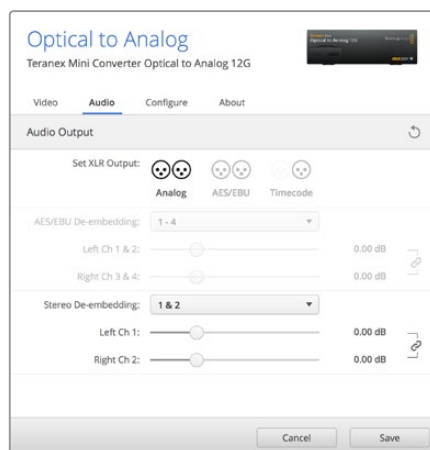 Optical to Analog
Teranex Mini Converter Optical to Analog 12G
Video Audio Configure About
Audio Output
Set XLR Output:
Analog AES/EBU Timecode
AES/EBU De-embedding: 1 - 4
Left Ch 1 & 2: 0.00 dB
Right Ch 3 & 4: 0.00 dB
Stereo De-embedding: 1 & 2
Left Ch 1: 0.00 dB
Right Ch 2: 0.00 dB
Cancel Save